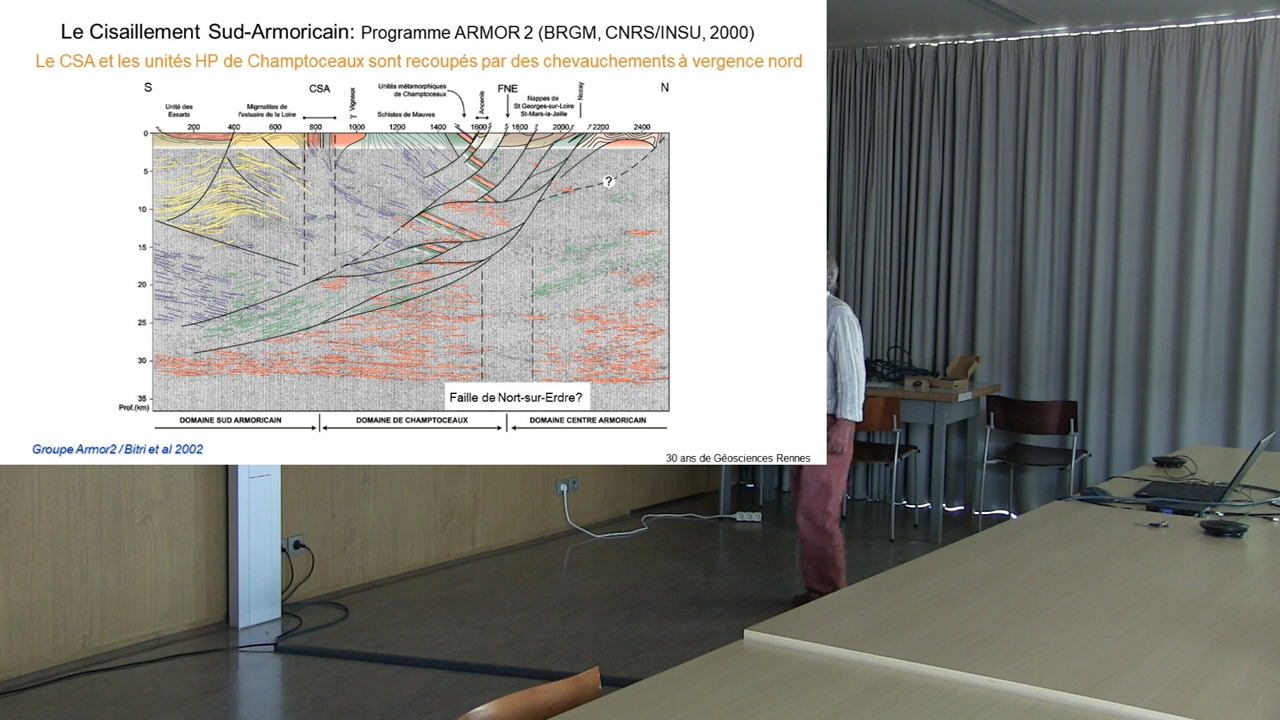 Le Cisaillement Sud-Armoricain: Programme ARMOR 2 (BRGM, CNRS/INSU, 2000)
Le CSA et les unités HP de Champtoceaux sont recoupés par des chevauchements à vergence nord
S
CSA
Unités métamorphiques
de Champtoceaux
FNE
N
Unité des
Essarts
Migmatites de
l'estuaire de la Loire
γ Vigneux
Schistes de Mauves
Ancenis
Nappes de
St Georges-sur-Loire
St-Mars-la-Jaille
Nozay
200 400 600 800 1000 1200 1400 1600 1800 2000 2200 2400
0
5
?
10
15
20
25
30
35
Prof.(km)
Faille de Nort-sur-Erdre?
DOMAINE SUD ARMORICAIN
DOMAINE DE CHAMPTOCEAUX
DOMAINE CENTRE ARMORICAIN
Groupe Armor2 / Bitri et al 2002
30 ans de Géosciences Rennes